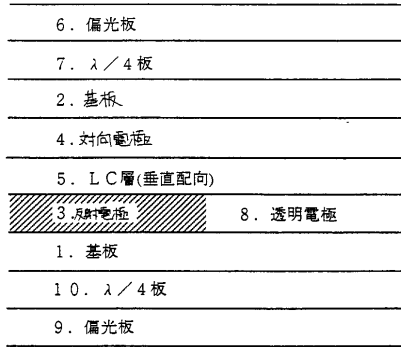 6. 偏光板
7. λ/4板
2. 基板
4. 対向電極
5. LC層(垂直配向)
3. 反射電極 8. 透明電極
1. 基板
10. λ/4板
9. 偏光板